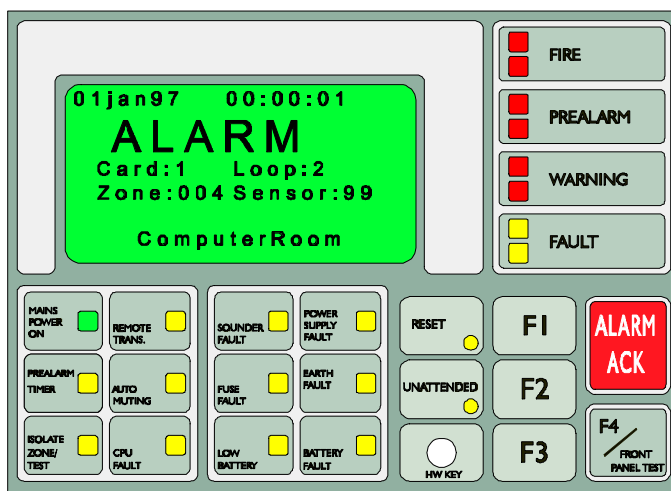 01jan97 00:00:01
ALARM
Card:1 Loop:2
Zone:004 Sensor:99
ComputerRoom
FIRE
PREALARM
WARNING
FAULT
MAINS
POWER
ON
REMOTE
TRANS.
PREALARM
TIMER
AUTO
MUTING
ISOLATE
ZONE/
TEST
CPU
FAULT
SOUNDER
FAULT
POWER
SUPPLY
FAULT
FUSE
FAULT
EARTH
FAULT
LOW
BATTERY
BATTERY
FAULT
RESET
UNATTENDED
HW KEY
F1
F2
F3
ALARM
ACK
F4
FRONT
PANEL TEST